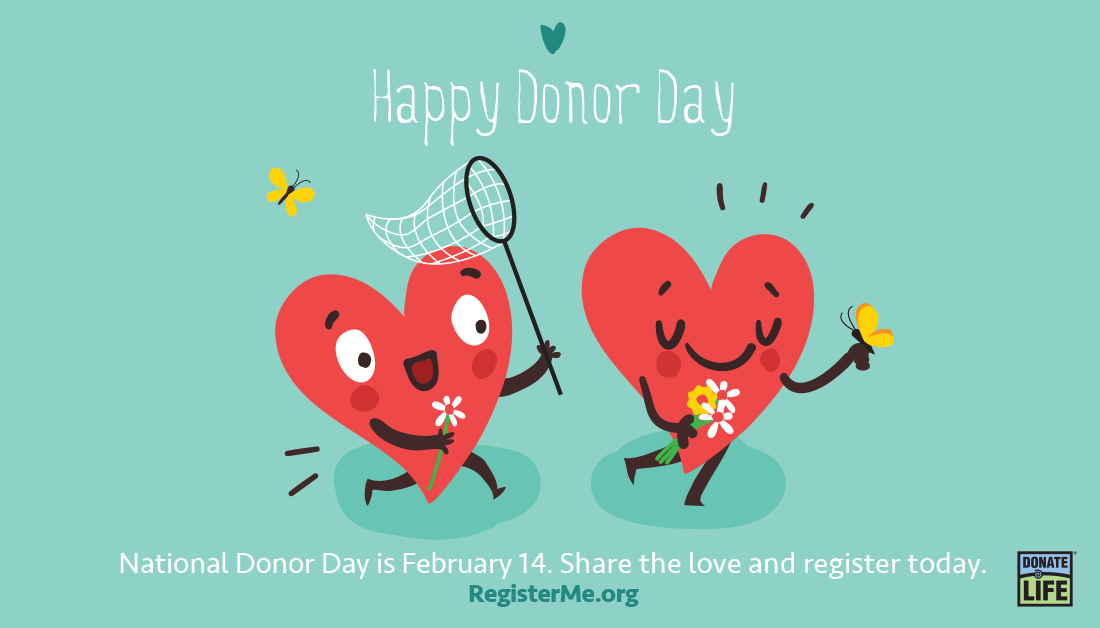 Happy Donor Day
National Donor Day is February 14. Share the love and register today.
RegisterMe.org
DONATE
LIFE